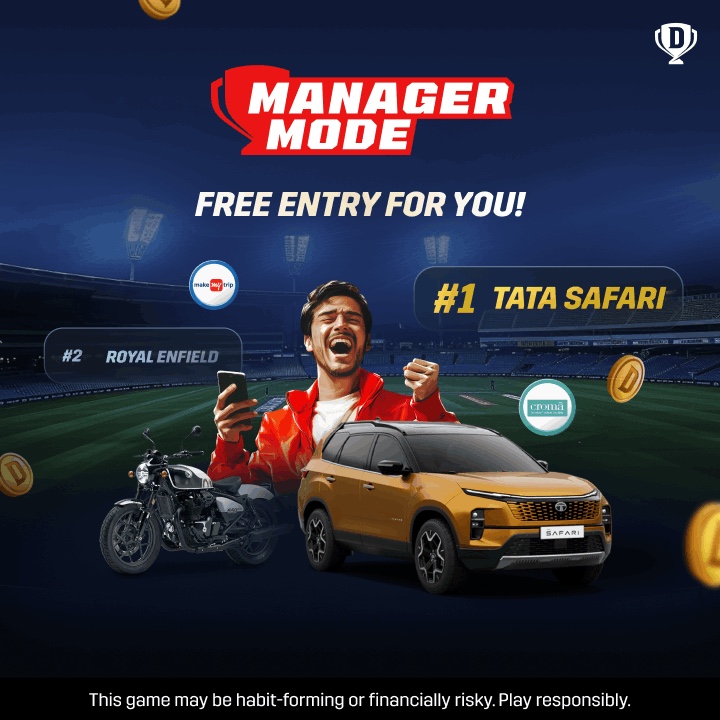 D
MANAGER
MODE
FREE ENTRY FOR YOU!
make my trip
#1 TATA SAFARI
#2 ROYAL ENFIELD
croma
SAFARI
This game may be habit-forming or financially risky. Play responsibly.